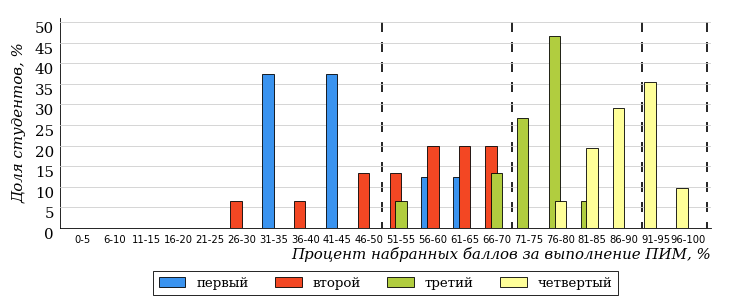 Доля студентов, %
50
45
40
35
30
25
20
15
10
5
0
0-5 6-10 11-15 16-20 21-25 26-30 31-35 36-40 41-45 46-50 51-55 56-60 61-65 66-70 71-75 76-80 81-85 86-90 91-95 96-100
Процент набранных баллов за выполнение ПИМ, %
первый второй третий четвертый